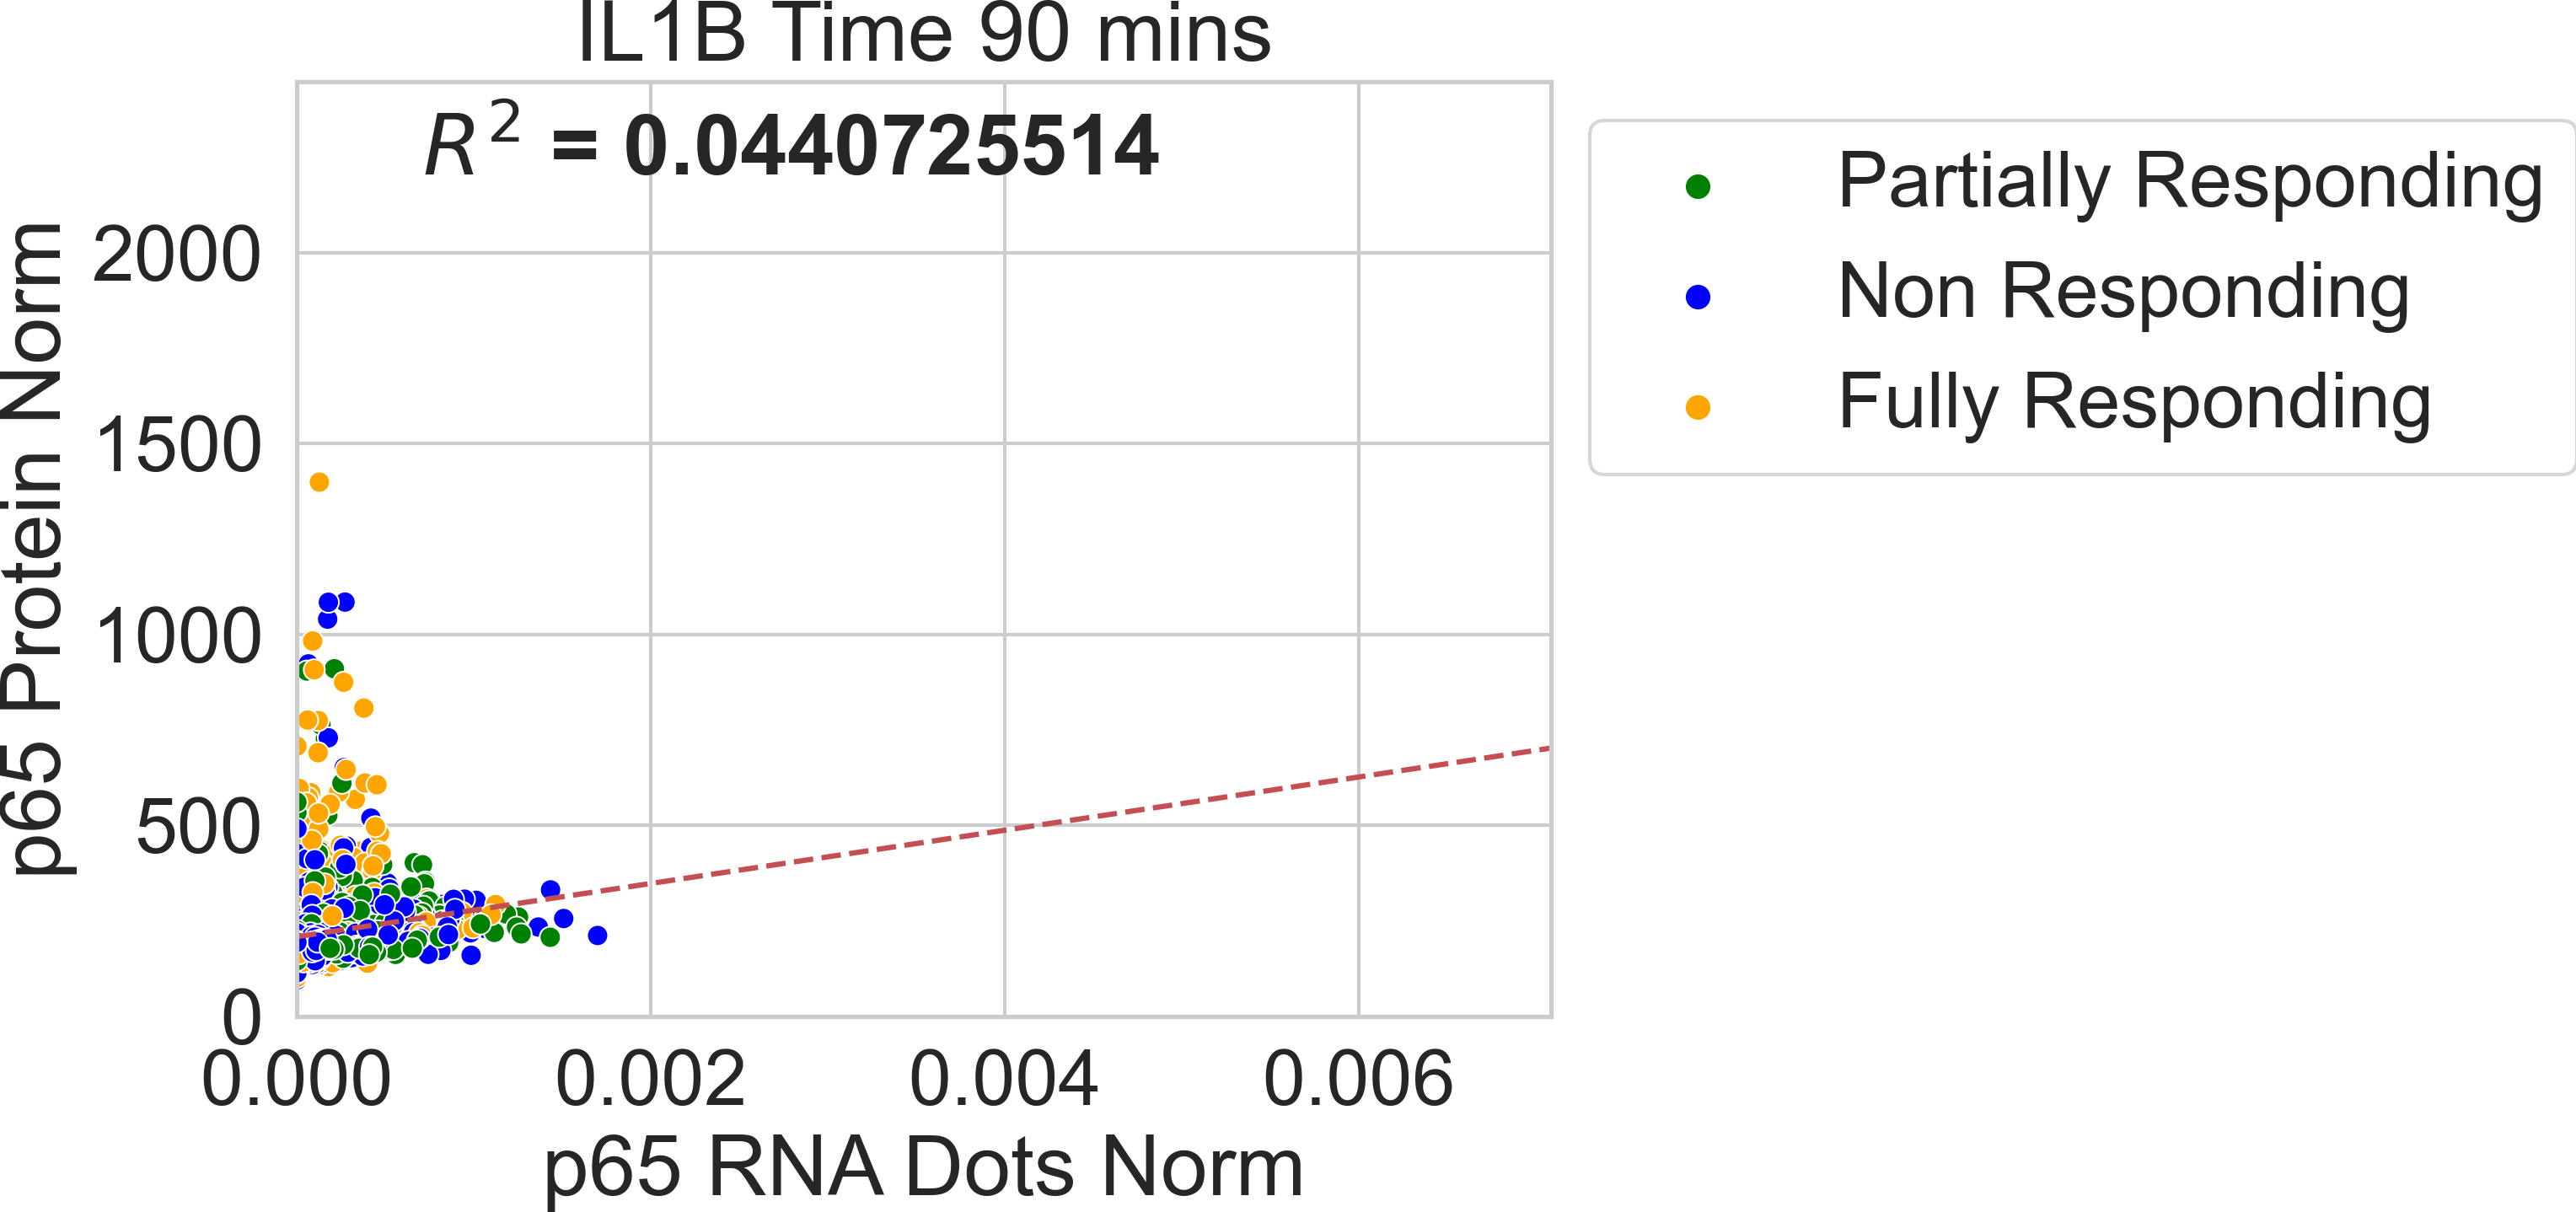 IL1B Time 90 mins
R² = 0.0440725514
Partially Responding
Non Responding
Fully Responding
p65 Protein Norm
2000
1500
1000
500
0
0.000 0.002 0.004 0.006
p65 RNA Dots Norm